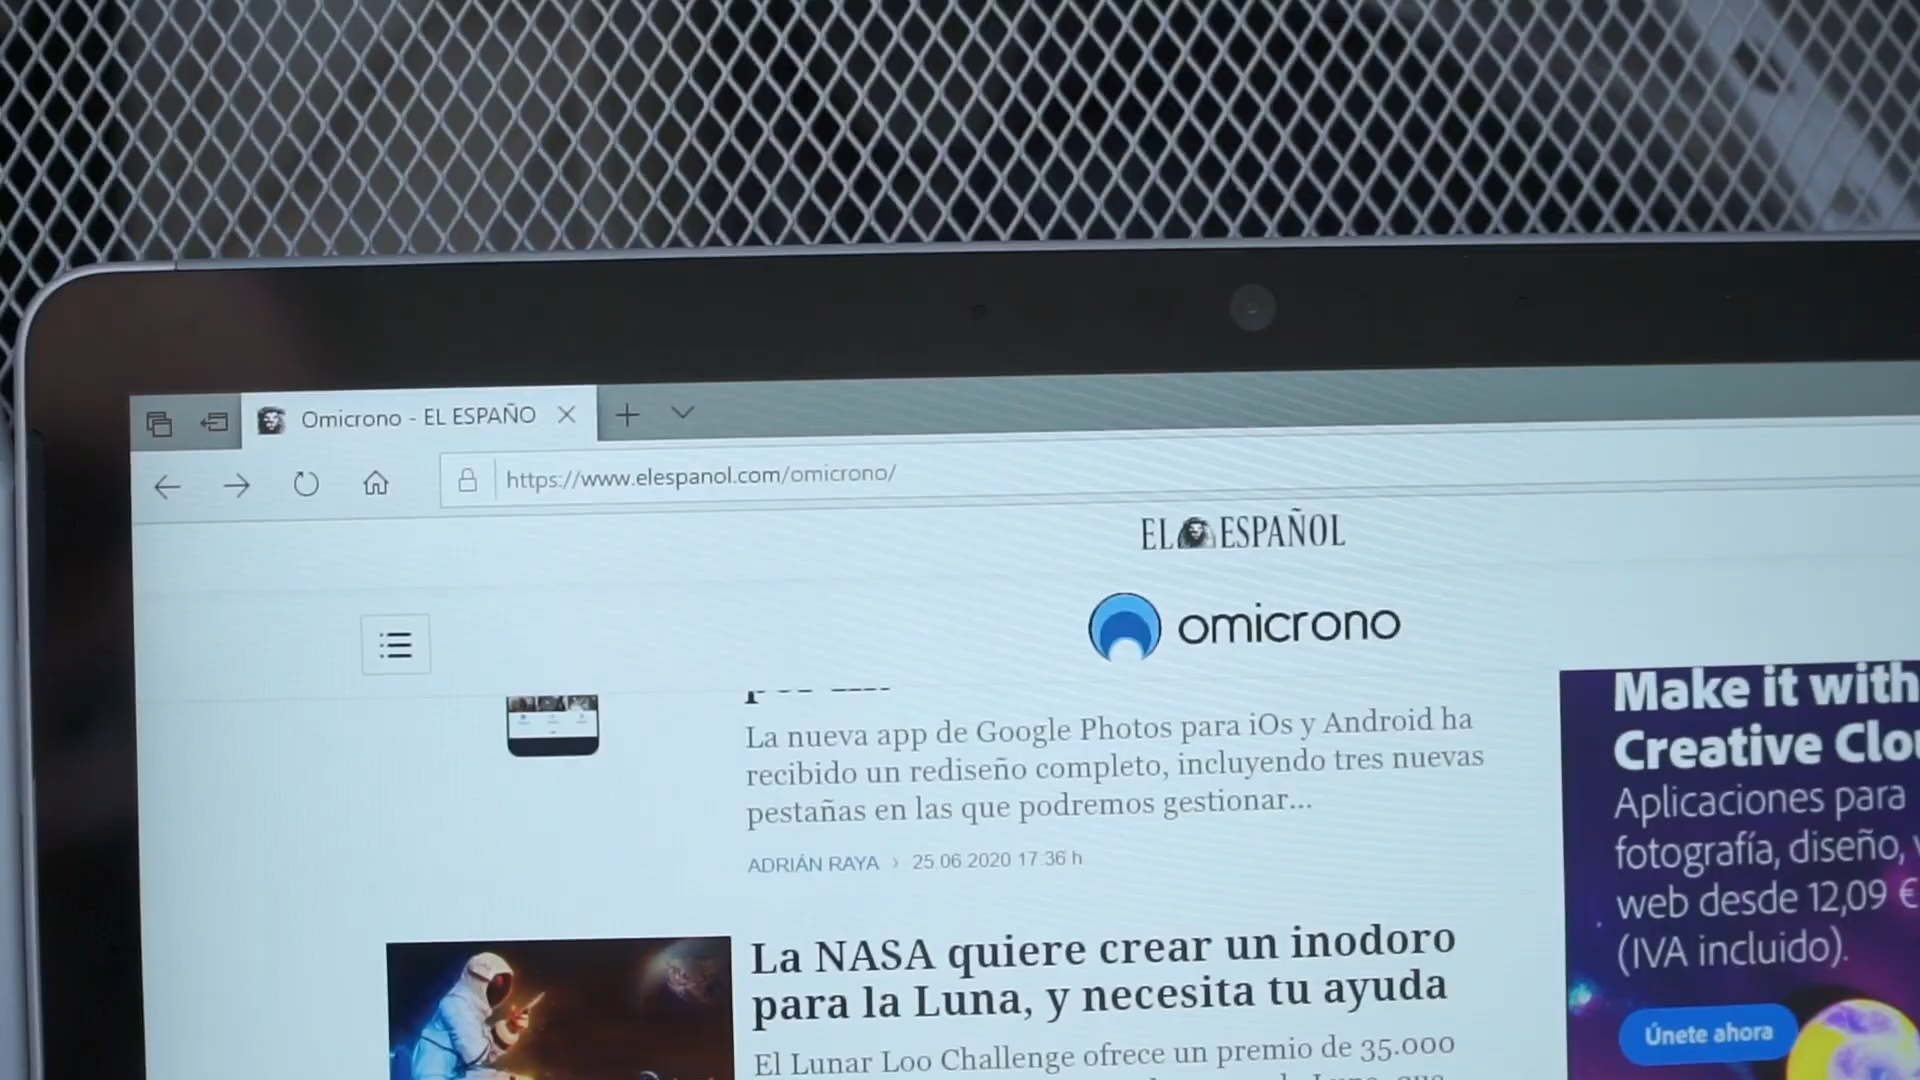 Omicrono - EL ESPAÑO
https://www.elespanol.com/omicrono/
EL ESPAÑOL
omicrono
La nueva app de Google Photos para iOs y Android ha
recibido un rediseño completo, incluyendo tres nuevas
pestañas en las que podremos gestionar...
ADRIÁN RAYA › 25.06.2020 17:36 h
La NASA quiere crear un inodoro
para la Luna, y necesita tu ayuda
El Lunar Loo Challenge ofrece un premio de 35.000
Make it with
Creative Clou
Aplicaciones para
fotografía, diseño,
web desde 12,09 €
(IVA incluido).
Únete ahora